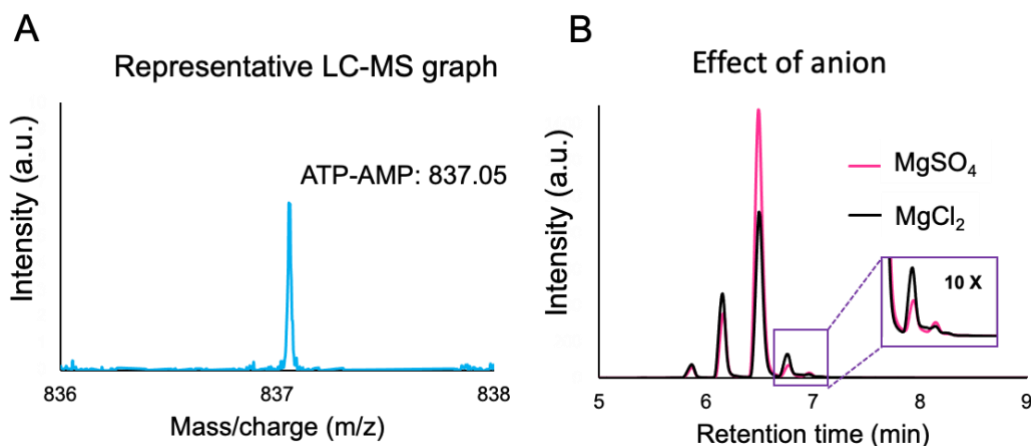 A
Representative LC-MS graph
Intensity (a.u.)
ATP-AMP: 837.05
836
837
838
Mass/charge (m/z)
B
Effect of anion
Intensity (a.u.)
MgSO₄
MgCl₂
10 X
5
6
7
8
9
Retention time (min)